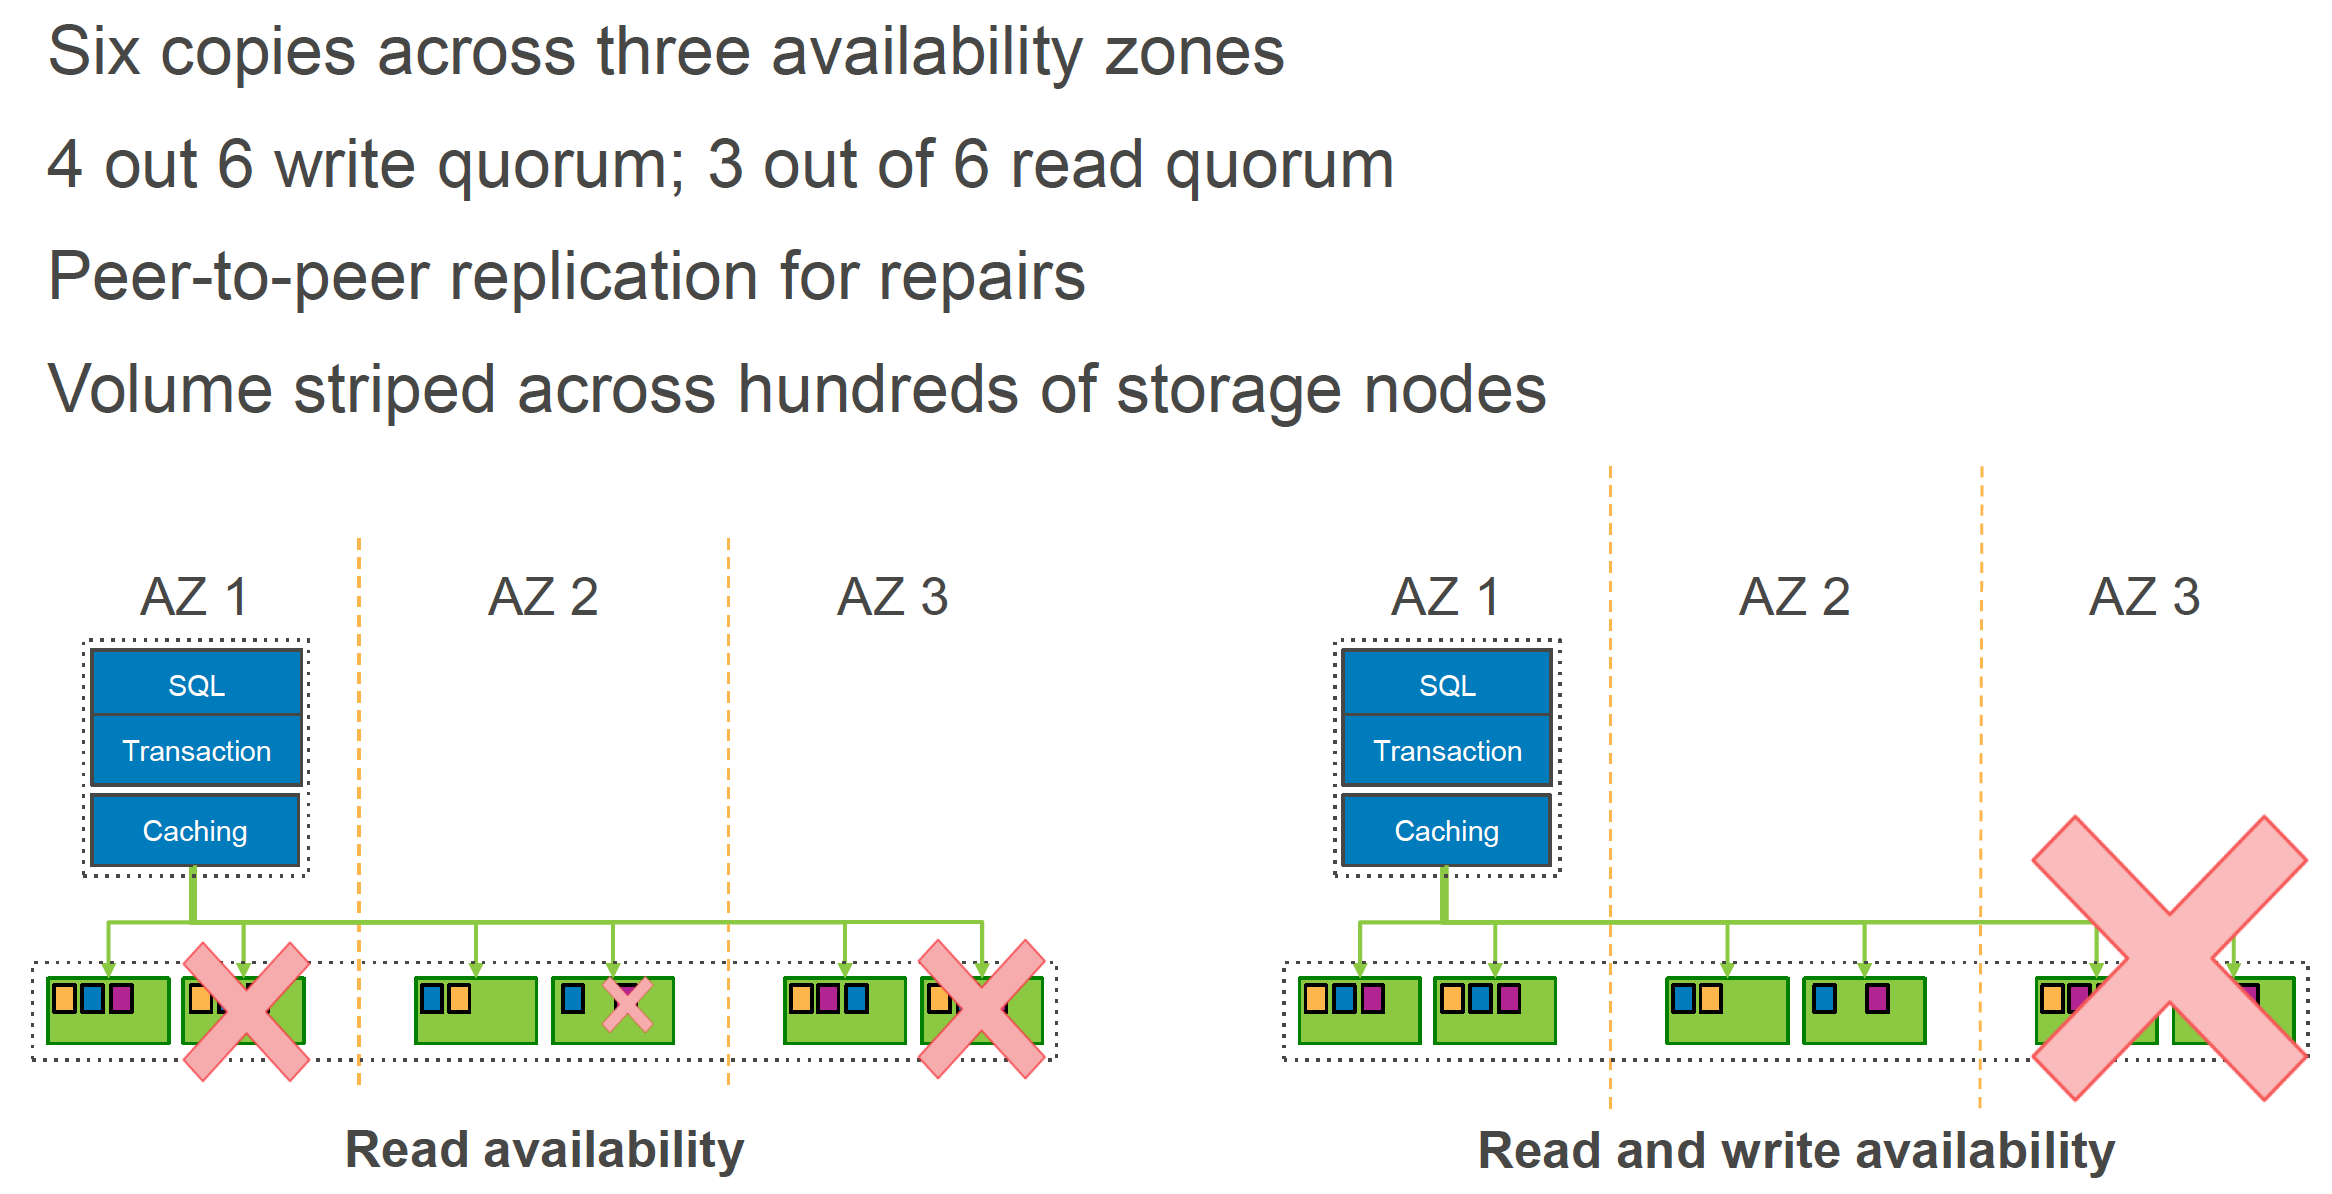 Six copies across three availability zones
4 out 6 write quorum; 3 out of 6 read quorum
Peer-to-peer replication for repairs
Volume striped across hundreds of storage nodes
AZ 1
AZ 2
AZ 3
SQL
Transaction
Caching
Read availability
AZ 1
AZ 2
AZ 3
SQL
Transaction
Caching
Read and write availability